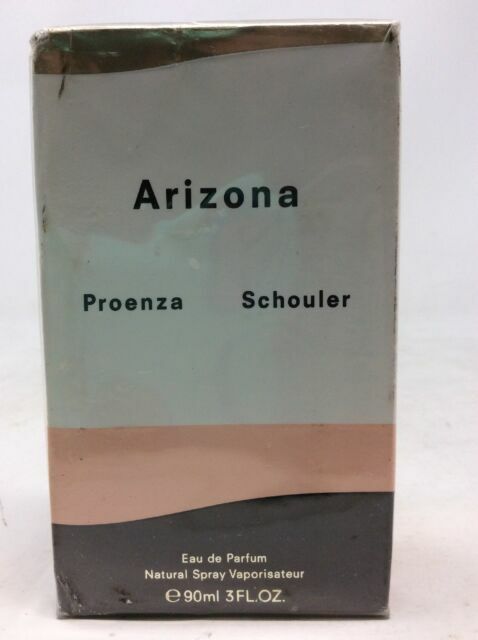 Arizona
Proenza Schouler
Eau de Parfum
Natural Spray Vaporisateur
℮ 90ml 3FL.OZ.